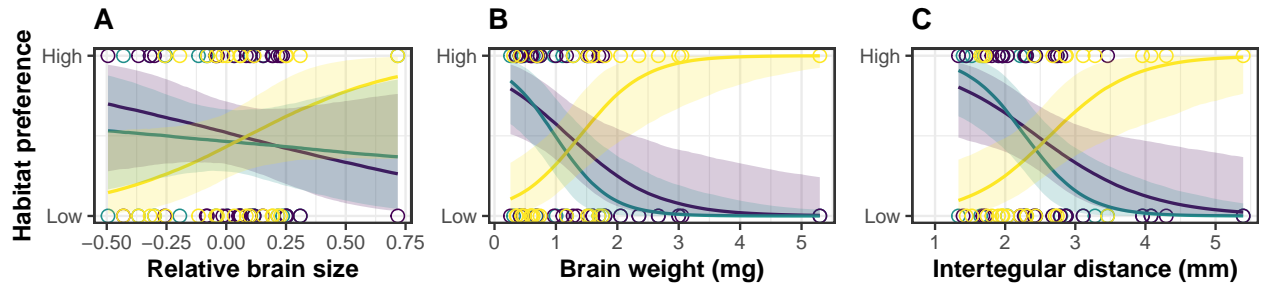 A
B
C
Habitat preference
High
Low
−0.50 −0.25 0.00 0.25 0.50 0.75
Relative brain size
High
Low
0 1 2 3 4 5
Brain weight (mg)
High
Low
1 2 3 4 5
Intertegular distance (mm)